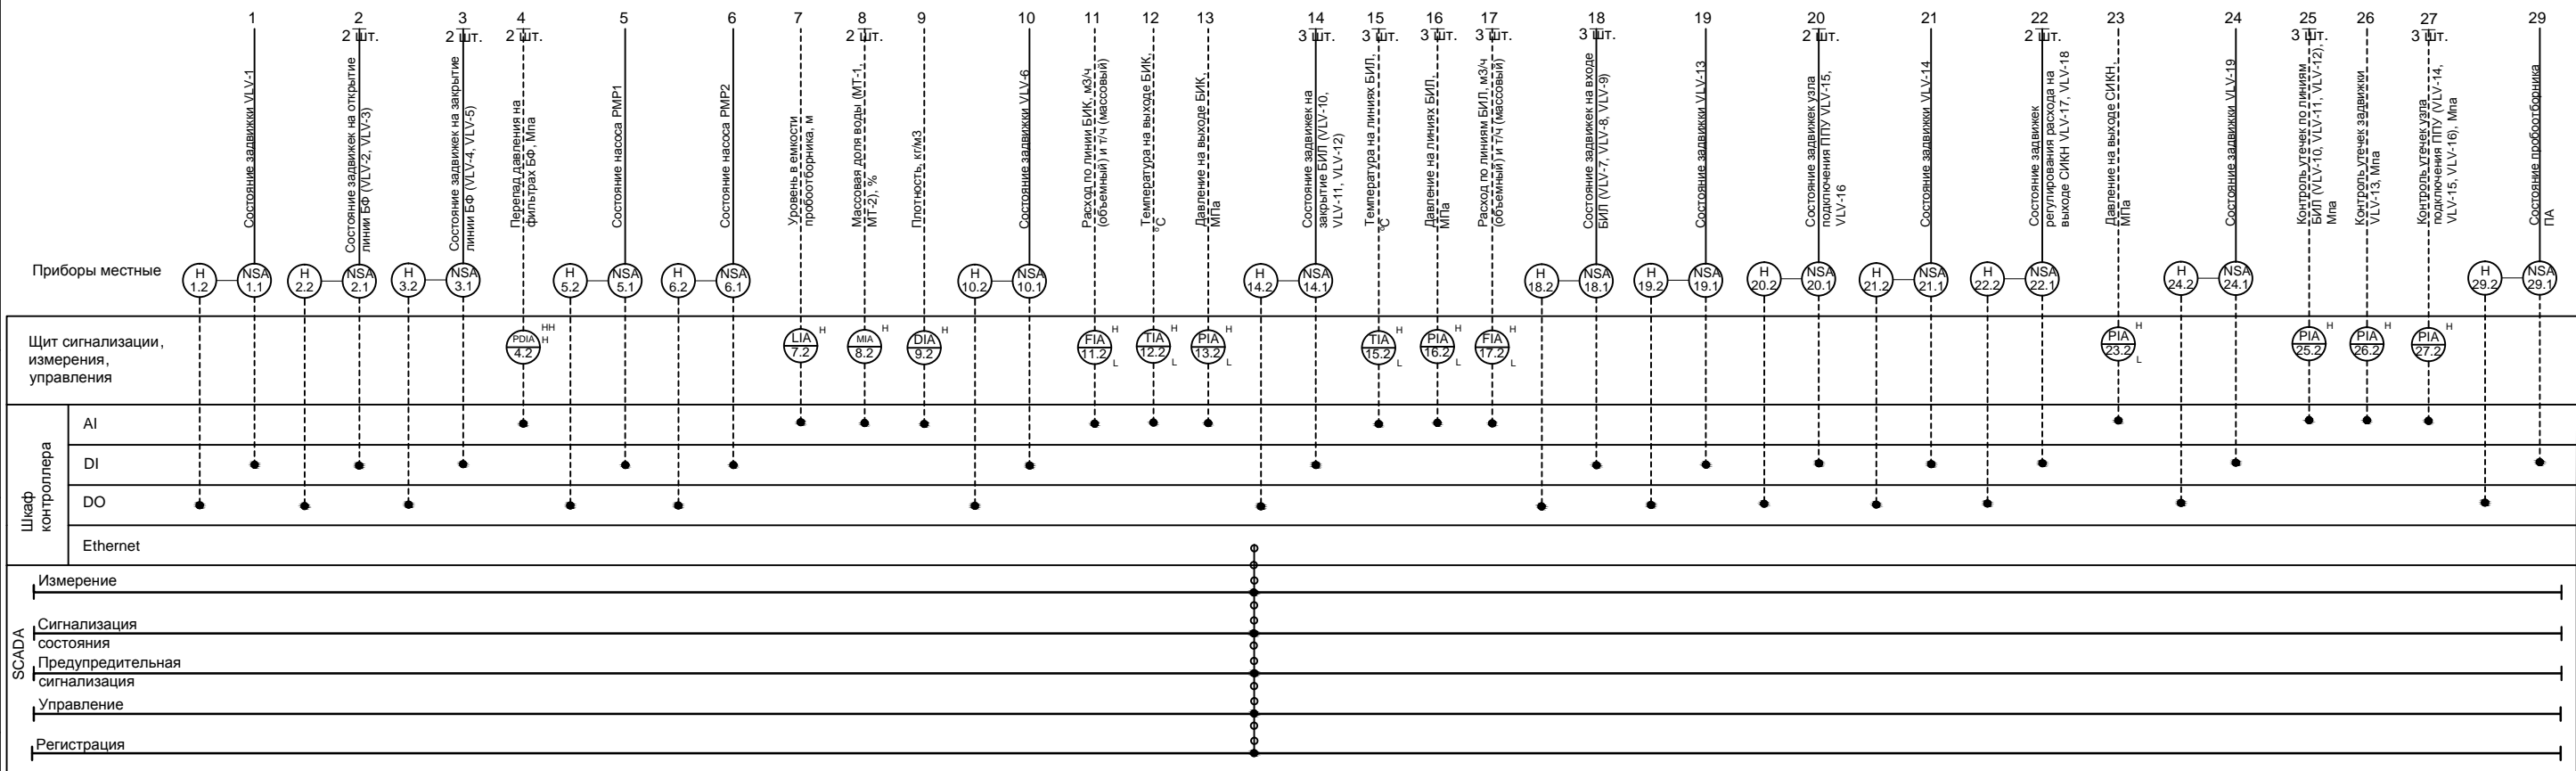 1
2
3
4
5
6
7
8
9
10
11
12
13
14
15
16
17
18
19
20
21
22
23
24
25
26
27
29
2 шт.
2 шт.
2 шт.
2 шт.
3 шт.
3 шт.
3 шт.
3 шт.
3 шт.
2 шт.
2 шт.
3 шт.
3 шт.
Состояние задвижки VLV-1
Состояние задвижек на открытие
линии БФ (VLV-2, VLV-3)
Состояние задвижек на закрытие
линии БФ (VLV-4, VLV-5)
Перепад давления на
фильтрах БФ, Мпа
Состояние насоса PMP1
Состояние насоса PMP2
Уровень в емкости
пробоотборника, м
Массовая доля воды (МТ-1,
МТ-2), %
Плотность, кг/м3
Состояние задвижки VLV-6
Расход по линии БИК, м3/ч
(объемный) и т/ч (массовый)
Температура на выходе БИК,
°С
Давление на выходе БИК,
МПа
Состояние задвижек на
закрытие БИЛ (VLV-10,
VLV-11, VLV-12)
Температура на линиях БИЛ,
°С
Давление на линиях БИЛ,
МПа
Расход по линиям БИЛ, м3/ч
(объемный) и т/ч (массовый)
Состояние задвижек на входе
БИЛ (VLV-7, VLV-8, VLV-9)
Состояние задвижки VLV-13
Состояние задвижек узла
подключения ППУ VLV-15,
VLV-16
Состояние задвижки VLV-14
Состояние задвижек
регулирования расхода на
выходе СИКН VLV-17, VLV-18
Давление на выходе СИКН,
МПа
Состояние задвижки VLV-19
Контроль утечек по линиям
БИЛ (VLV-10, VLV-11, VLV-12),
Мпа
Контроль утечек задвижки
VLV-13, Мпа
Контроль утечек узла
подключения ППУ (VLV-14,
VLV-15, VLV-16), Мпа
Состояние пробоотборника
ПА
Приборы местные
H 1.2
NSA 1.1
H 2.2
NSA 2.1
H 3.2
NSA 3.1
H 5.2
NSA 5.1
H 6.2
NSA 6.1
H 10.2
NSA 10.1
H 14.2
NSA 14.1
H 18.2
NSA 18.1
H 19.2
NSA 19.1
H 20.2
NSA 20.1
H 21.2
NSA 21.1
H 22.2
NSA 22.1
H 24.2
NSA 24.1
H 29.2
NSA 29.1
Щит сигнализации,
измерения,
управления
PDIA 4.2 HH H
LIA 7.2 H
MIA 8.2 H
DIA 9.2 H
FIA 11.2 H L
TIA 12.2 H L
PIA 13.2 H L
TIA 15.2 H L
PIA 16.2 H L
FIA 17.2 H L
PIA 23.2 H L
PIA 25.2 H
PIA 26.2 H
PIA 27.2 H
Шкаф
контроллера
AI
DI
DO
Ethernet
SCADA
Измерение
Сигнализация
состояния
Предупредительная
сигнализация
Управление
Регистрация